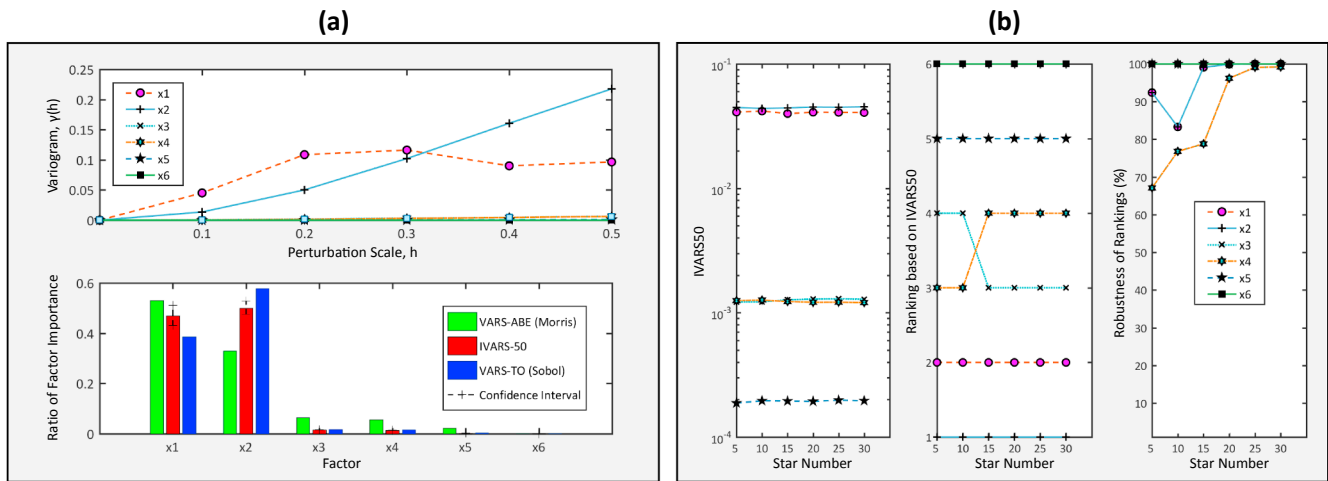 (a)
0.25
0.2
0.15
0.1
0.05
0
Variogram, γ(h)
x1
x2
x3
x4
x5
x6
0.1 0.2 0.3 0.4 0.5
Perturbation Scale, h
0.6
0.4
0.2
0
Ratio of Factor Importance
VARS-ABE (Morris)
IVARS-50
VARS-TO (Sobol)
Confidence Interval
x1 x2 x3 x4 x5 x6
Factor
(b)
10⁻¹
10⁻²
10⁻³
10⁻⁴
IVARS50
5 10 15 20 25 30
Star Number
6
5
4
3
2
1
Ranking based on IVARS50
5 10 15 20 25 30
Star Number
100
90
80
70
60
50
40
30
20
10
Robustness of Rankings (%)
x1
x2
x3
x4
x5
x6
5 10 15 20 25 30
Star Number